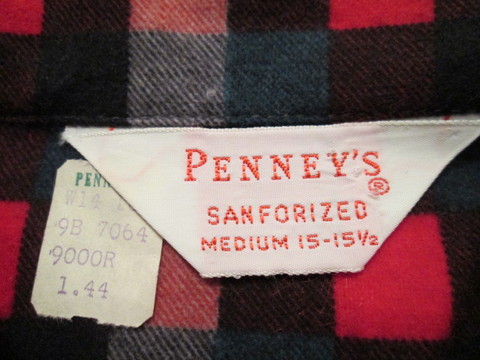 PENNEY'S ®
SANFORIZED
MEDIUM 15-15½
PENN
9B 7064
9000R
1.44